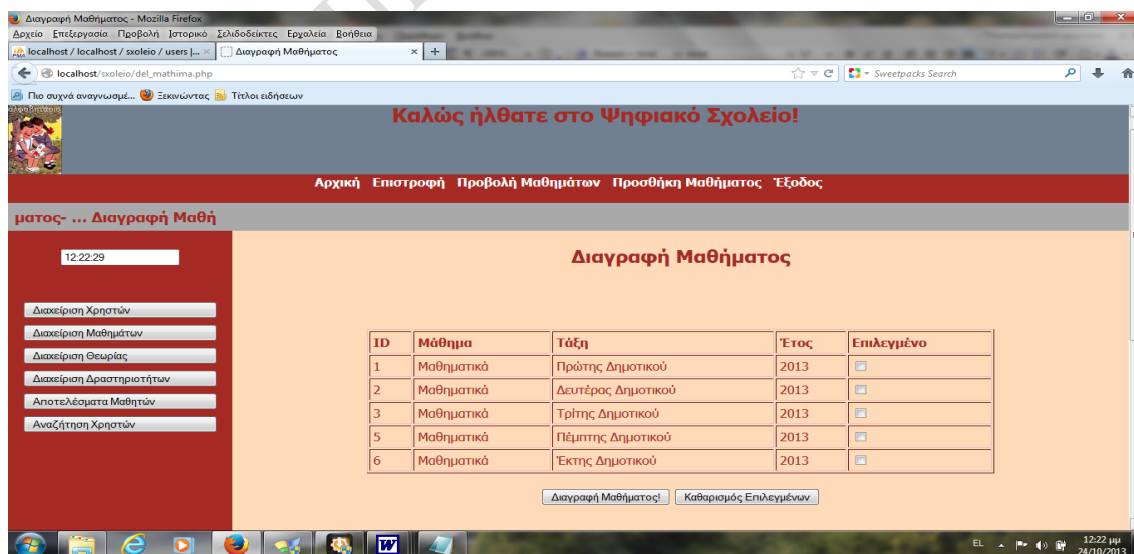 Διαγραφή Μαθήματος - Mozilla Firefox
Αρχείο Επεξεργασία Προβολή Ιστορικό Σελιδοδείκτες Εργαλεία Βοήθεια
localhost / localhost / sxoleio / users |... × Διαγραφή Μαθήματος × +
localhost/sxoleio/del_mathima.php Sweetpacks Search
Πιο συχνά αναγνωσμέ... Ξεκινώντας Τίτλοι ειδήσεων
Καλώς ήλθατε στο Ψηφιακό Σχολείο!
Αρχική Επιστροφή Προβολή Μαθημάτων Προσθήκη Μαθήματος Έξοδος
ματος- ... Διαγραφή Μαθή
12:22:29
Διαχείριση Χρηστών
Διαχείριση Μαθημάτων
Διαχείριση Θεωρίας
Διαχείριση Δραστηριοτήτων
Αποτελέσματα Μαθητών
Αναζήτηση Χρηστών
Διαγραφή Μαθήματος
ID Μάθημα Τάξη Έτος Επιλεγμένο
1 Μαθηματικά Πρώτης Δημοτικού 2013
2 Μαθηματικά Δευτέρας Δημοτικού 2013
3 Μαθηματικά Τρίτης Δημοτικού 2013
5 Μαθηματικά Πέμπτης Δημοτικού 2013
6 Μαθηματικά Έκτης Δημοτικού 2013
Διαγραφή Μαθήματος! Καθαρισμός Επιλεγμένων
EL 12:22 μμ
24/10/2013